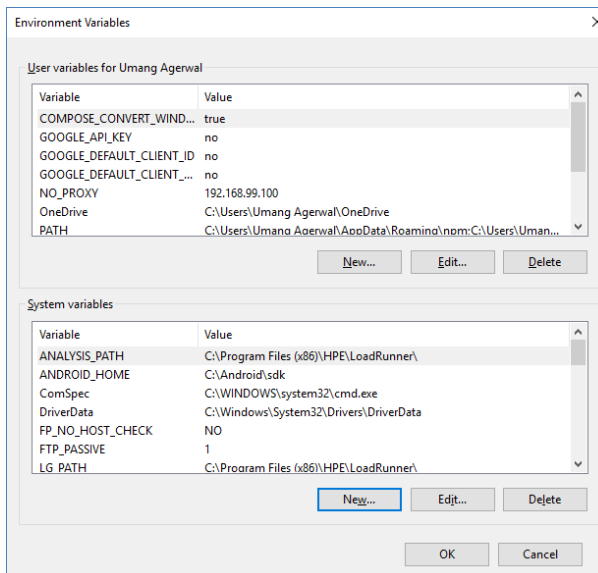 Environment Variables
User variables for Umang Agerwal
Variable Value
COMPOSE_CONVERT_WIND... true
GOOGLE_API_KEY no
GOOGLE_DEFAULT_CLIENT_ID no
GOOGLE_DEFAULT_CLIENT_... no
NO_PROXY 192.168.99.100
OneDrive C:\Users\Umang Agerwal\OneDrive
PATH C:\Users\Umang Agerwal\AppData\Roaming\npm;C:\Users\Uman...
New... Edit... Delete
System variables
Variable Value
ANALYSIS_PATH C:\Program Files (x86)\HPE\LoadRunner\
ANDROID_HOME C:\Android\sdk
ComSpec C:\WINDOWS\system32\cmd.exe
DriverData C:\Windows\System32\Drivers\DriverData
FP_NO_HOST_CHECK NO
FTP_PASSIVE 1
LG_PATH C:\Program Files (x86)\HPE\LoadRunner\
New... Edit... Delete
OK Cancel